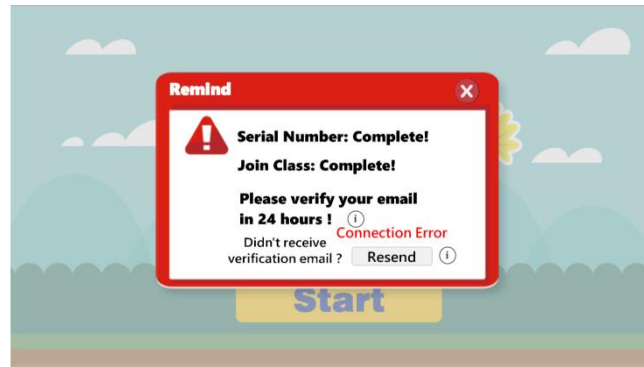 Remind
X
Serial Number: Complete!
Join Class: Complete!
Please verify your email
in 24 hours ! i
Connection Error
Didn't receive
verification email ? Resend i
Start